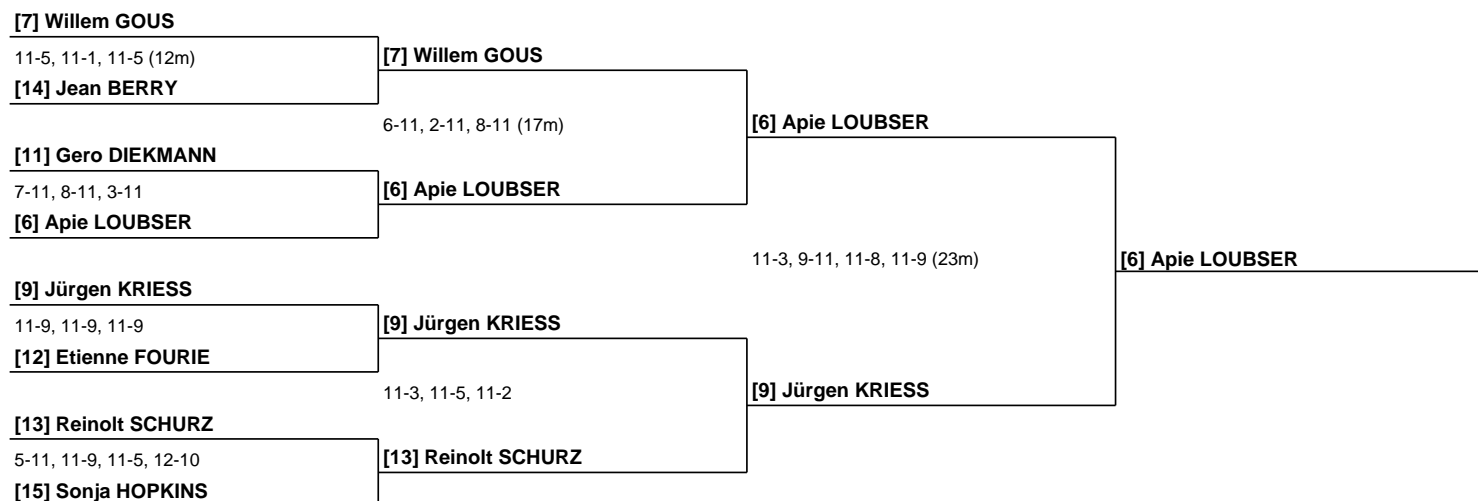 [7] Willem GOUS
11-5, 11-1, 11-5 (12m)
[14] Jean BERRY
[11] Gero DIEKMANN
7-11, 8-11, 3-11
[6] Apie LOUBSER
[9] Jürgen KRIESS
11-9, 11-9, 11-9
[12] Etienne FOURIE
[13] Reinolt SCHURZ
5-11, 11-9, 11-5, 12-10
[15] Sonja HOPKINS
[7] Willem GOUS
6-11, 2-11, 8-11 (17m)
[6] Apie LOUBSER
[9] Jürgen KRIESS
11-3, 11-5, 11-2
[13] Reinolt SCHURZ
[6] Apie LOUBSER
11-3, 9-11, 11-8, 11-9 (23m)
[9] Jürgen KRIESS
[6] Apie LOUBSER